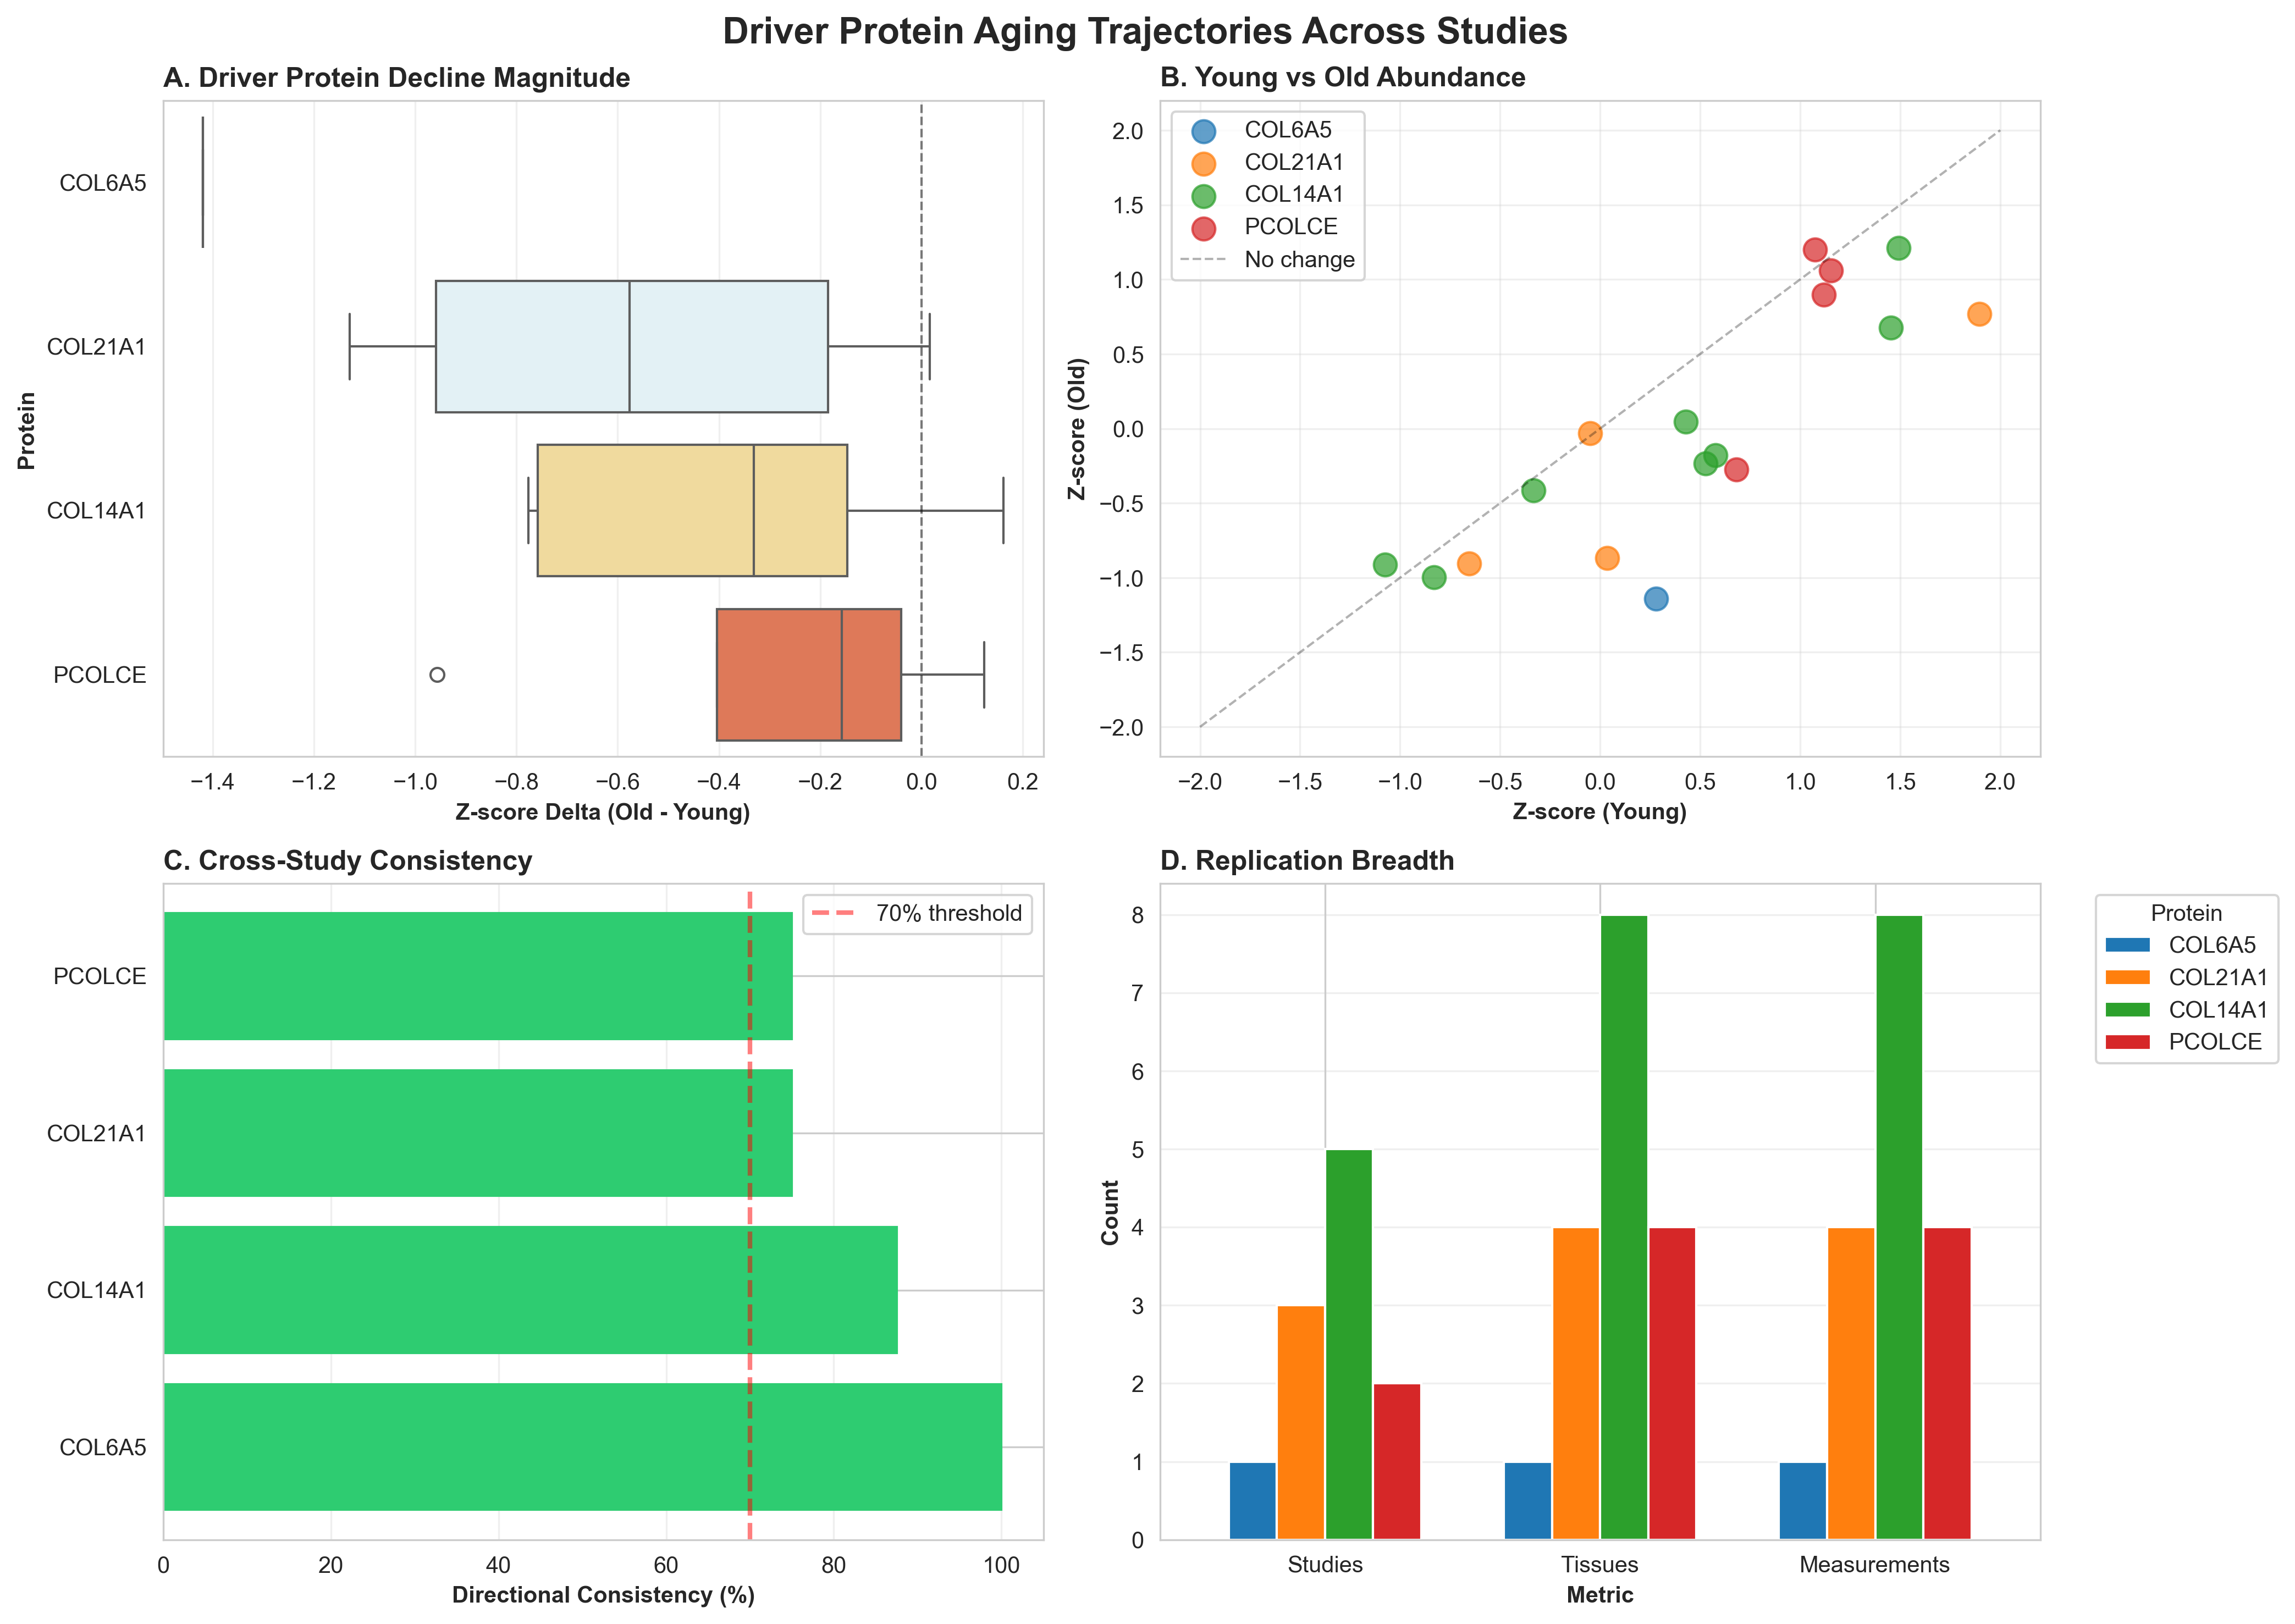 Driver Protein Aging Trajectories Across Studies
A. Driver Protein Decline Magnitude
COL6A5
COL21A1
COL14A1
PCOLCE
Protein
−1.4 −1.2 −1.0 −0.8 −0.6 −0.4 −0.2 0.0 0.2
Z-score Delta (Old - Young)
B. Young vs Old Abundance
COL6A5
COL21A1
COL14A1
PCOLCE
No change
2.0
1.5
1.0
0.5
0.0
−0.5
−1.0
−1.5
−2.0
Z-score (Old)
−2.0 −1.5 −1.0 −0.5 0.0 0.5 1.0 1.5 2.0
Z-score (Young)
C. Cross-Study Consistency
70% threshold
PCOLCE
COL21A1
COL14A1
COL6A5
0 20 40 60 80 100
Directional Consistency (%)
D. Replication Breadth
8
7
6
5
4
3
2
1
0
Count
Studies Tissues Measurements
Metric
Protein
COL6A5
COL21A1
COL14A1
PCOLCE